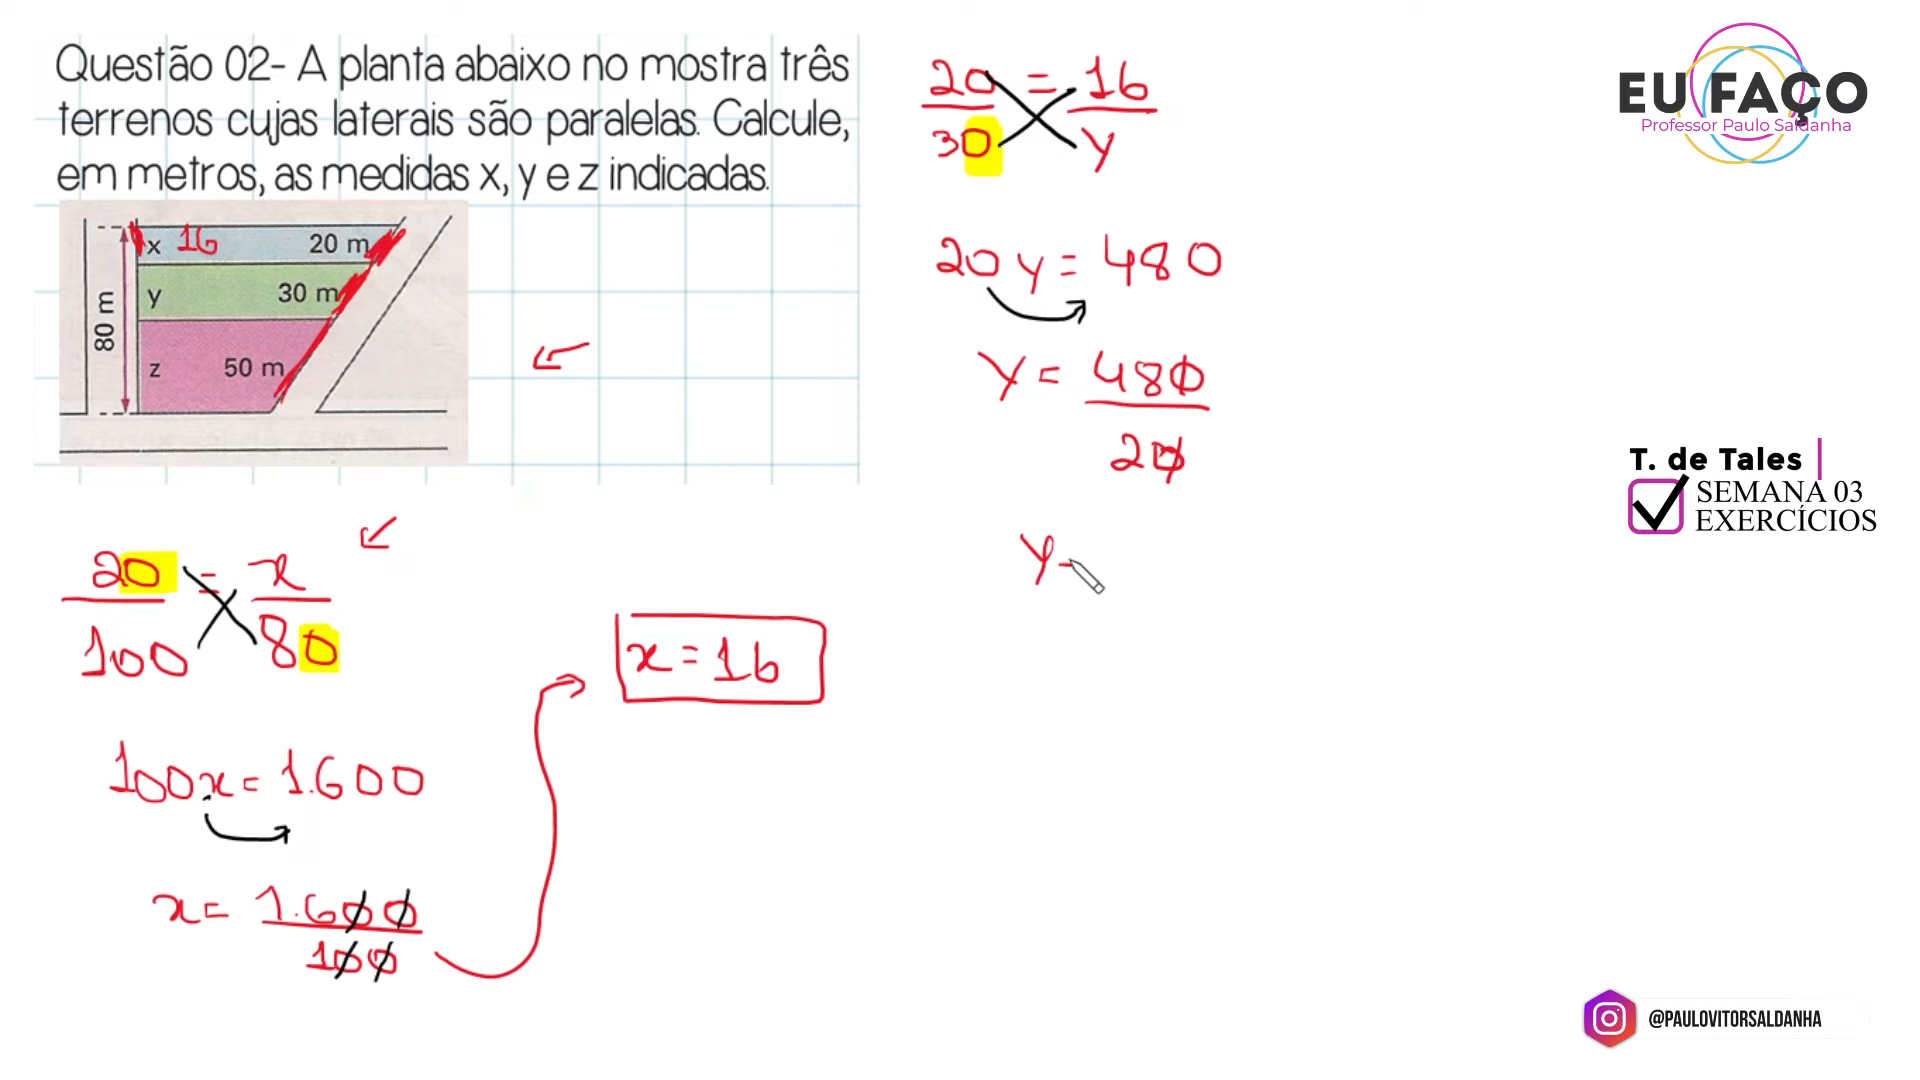 Questão 02- A planta abaixo no mostra três
terrenos cujas laterais são paralelas. Calcule,
em metros, as medidas x, y e z indicadas.
80 m
x 16 20 m
y 30 m
z 50 m
20 = x
100 80
100x = 1.600
x = 1.600
100
x = 16
20 = 16
30 y
20y = 480
y = 480
20
y =
EU FAÇO
Professor Paulo Saldanha
T. de Tales
SEMANA 03
EXERCÍCIOS
@PAULOVITORSALDANHA